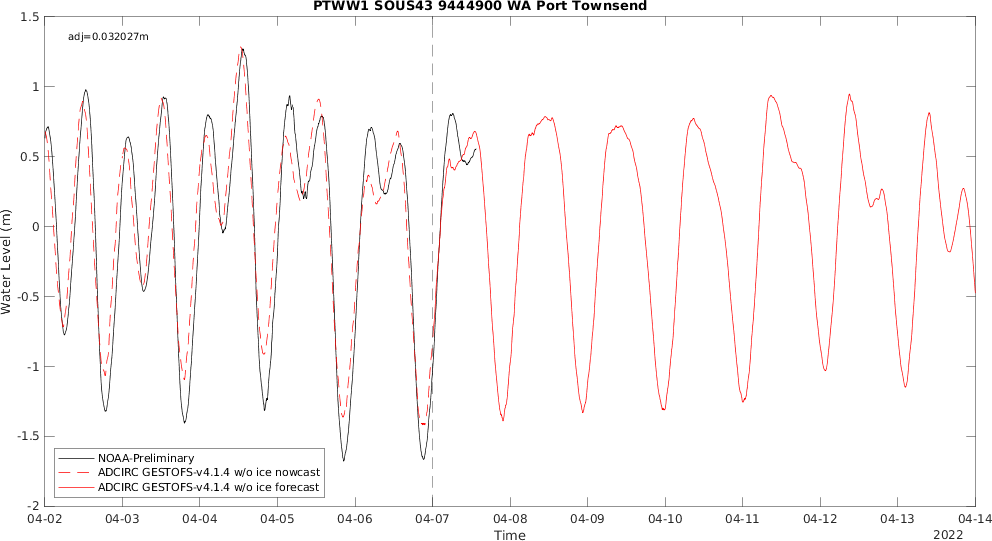 PTWW1 SOUS43 9444900 WA Port Townsend
adj=0.032027m
Water Level (m)
1.5
1
0.5
0
-0.5
-1
-1.5
-2
NOAA-Preliminary
ADCIRC GESTOFS-v4.1.4 w/o ice nowcast
ADCIRC GESTOFS-v4.1.4 w/o ice forecast
04-02 04-03 04-04 04-05 04-06 04-07 04-08 04-09 04-10 04-11 04-12 04-13 04-14
Time
2022